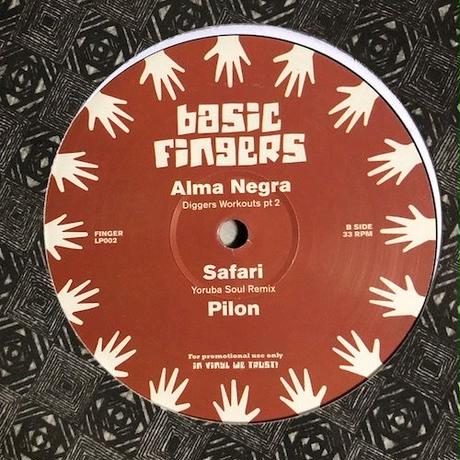 basic
fingers
Alma Negra
Diggers Workouts pt 2
FINGER
LP002
B SIDE
33 RPM
Safari
Yoruba Soul Remix
Pilon
For promotional use only
IN VINYL WE TRUST!